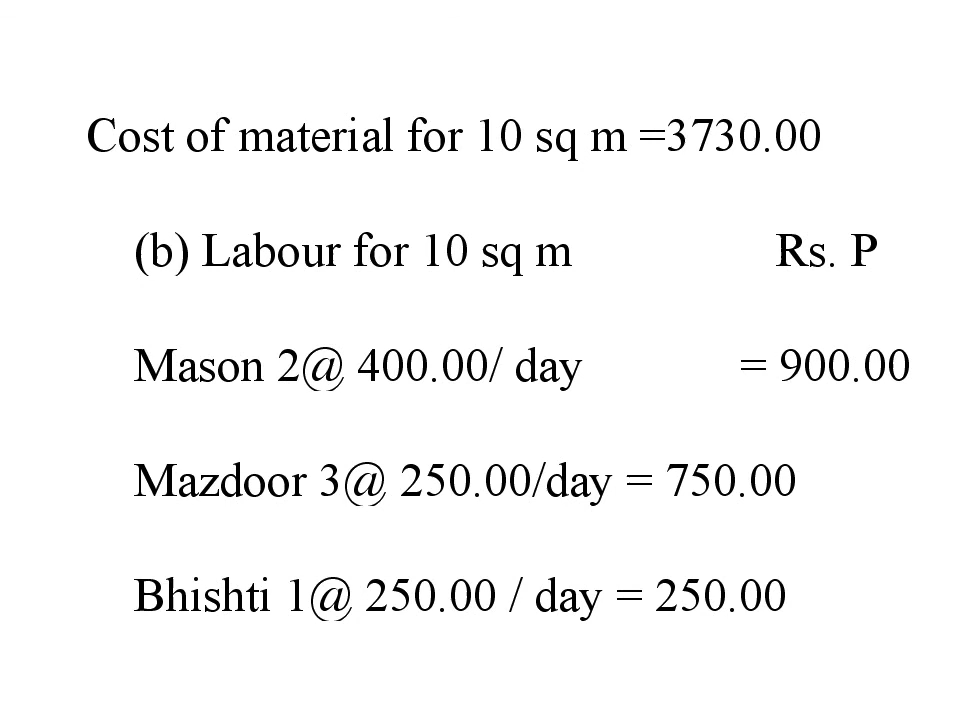 Cost of material for 10 sq m =3730.00
(b) Labour for 10 sq m Rs. P
Mason 2@ 400.00/ day = 900.00
Mazdoor 3@ 250.00/day = 750.00
Bhishti 1@ 250.00 / day = 250.00